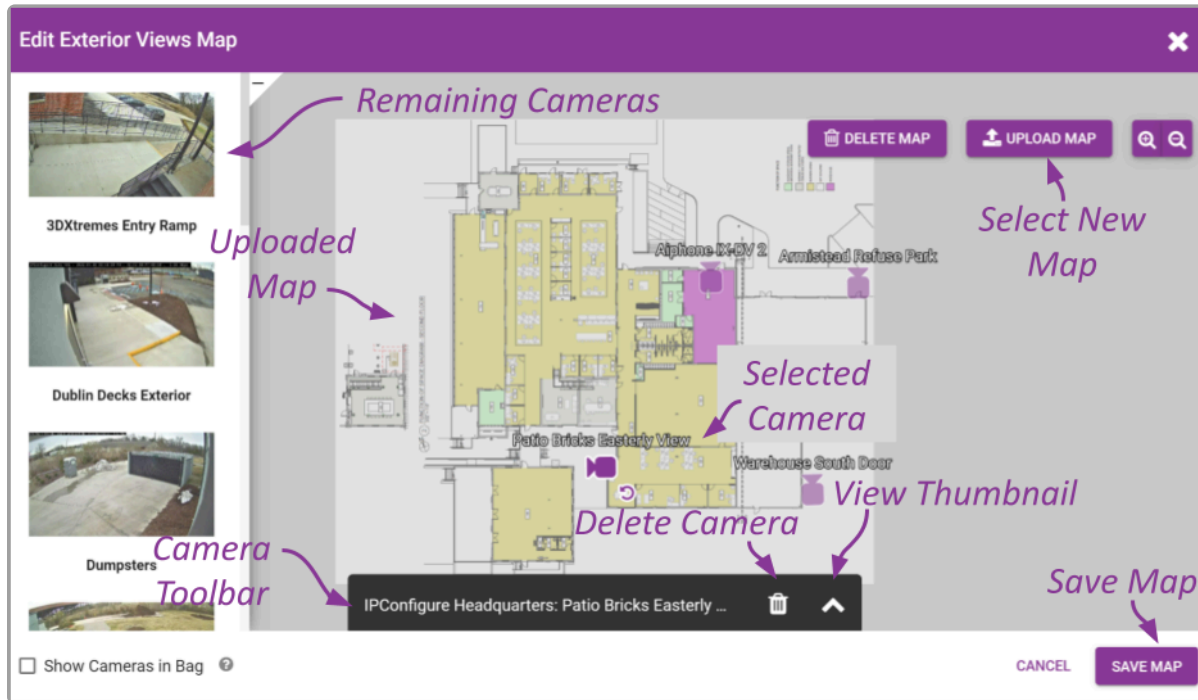 Edit Exterior Views Map
Remaining Cameras
DELETE MAP
UPLOAD MAP
3DXtremes Entry Ramp
Uploaded
Map
Select New
Map
Aiphone IX-DV 2
Armistead Refuse Park
Dublin Decks Exterior
Selected
Camera
Patio Bricks Easterly View
Warehouse South Door
View Thumbnail
Delete Camera
Camera
Toolbar
Dumpsters
IPConfigure Headquarters: Patio Bricks Easterly ...
Save Map
Show Cameras in Bag
CANCEL
SAVE MAP